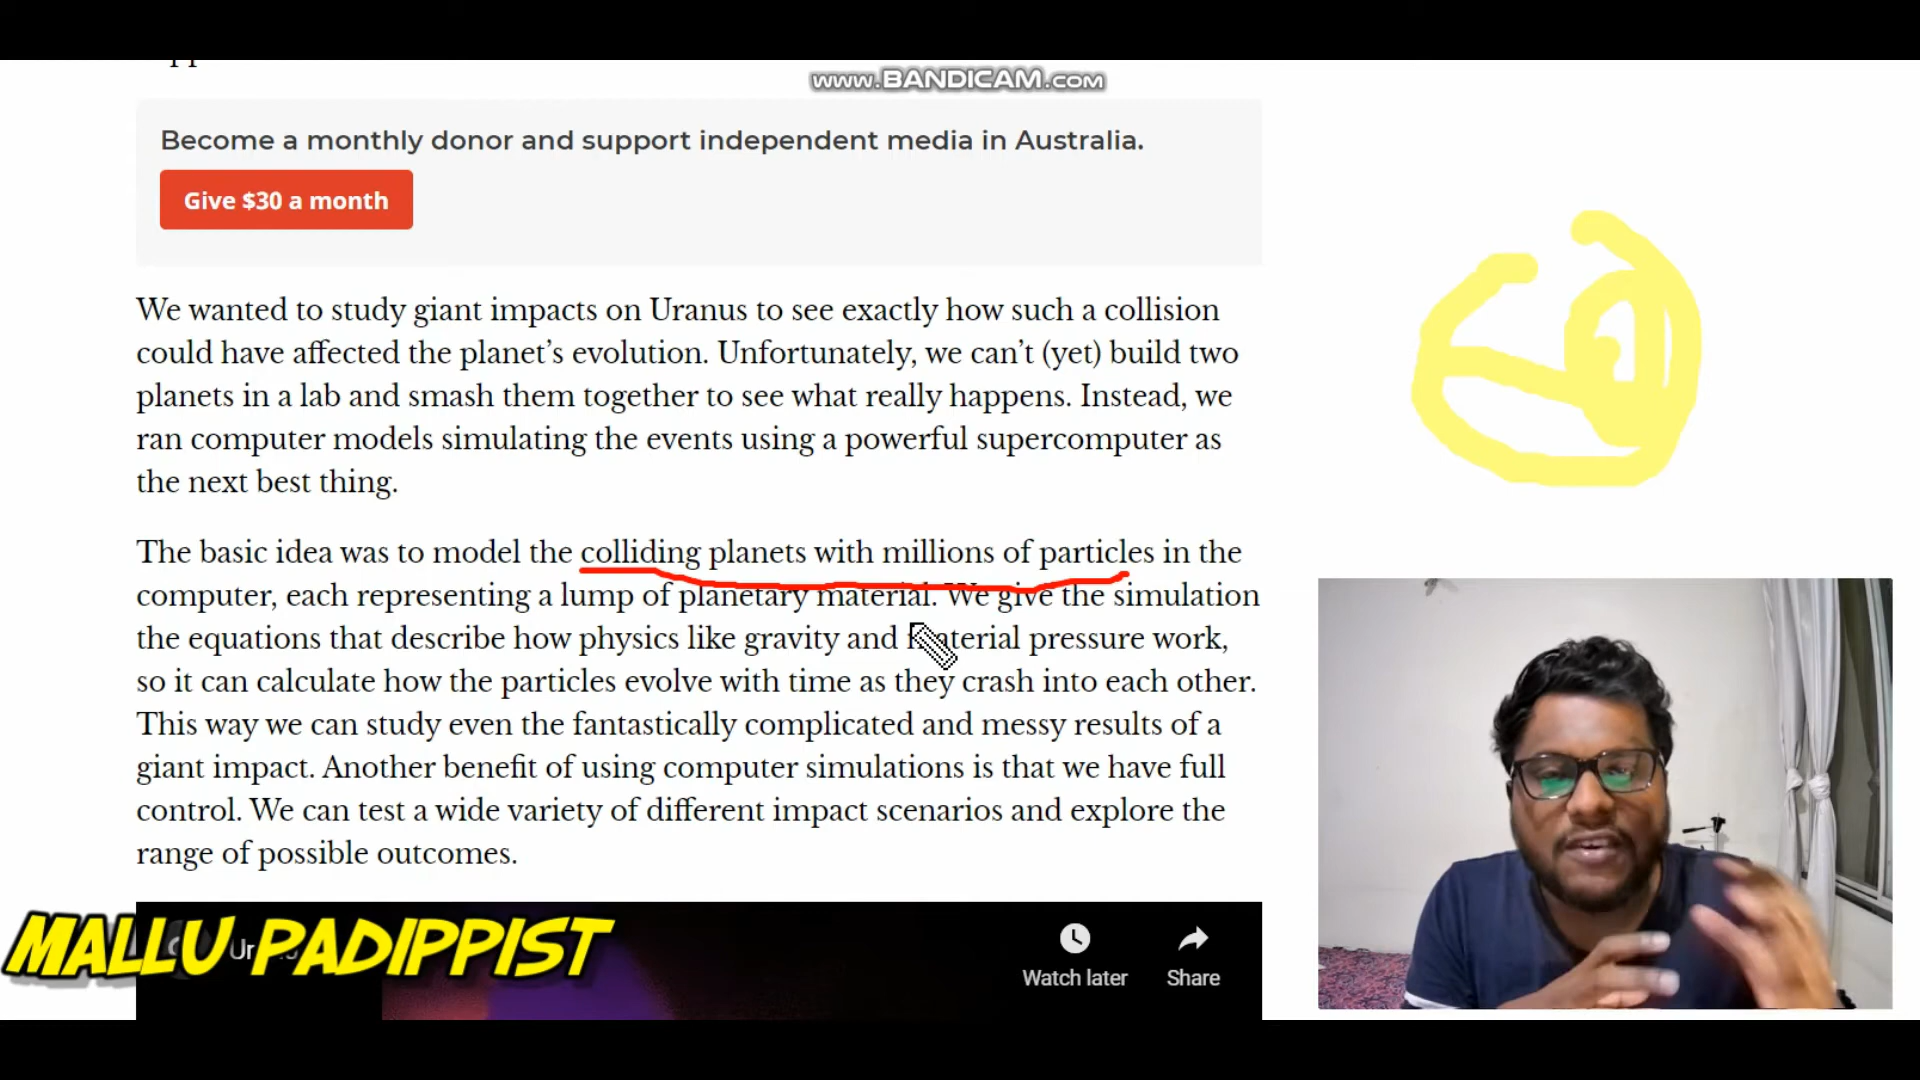 www.BANDICAM.com
Become a monthly donor and support independent media in Australia.
Give $30 a month
We wanted to study giant impacts on Uranus to see exactly how such a collision
could have affected the planet’s evolution. Unfortunately, we can’t (yet) build two
planets in a lab and smash them together to see what really happens. Instead, we
ran computer models simulating the events using a powerful supercomputer as
the next best thing.
The basic idea was to model the colliding planets with millions of particles in the
computer, each representing a lump of planetary material. We give the simulation
the equations that describe how physics like gravity and material pressure work,
so it can calculate how the particles evolve with time as they crash into each other.
This way we can study even the fantastically complicated and messy results of a
giant impact. Another benefit of using computer simulations is that we have full
control. We can test a wide variety of different impact scenarios and explore the
range of possible outcomes.
MALLU PADIPPIST
Watch later
Share